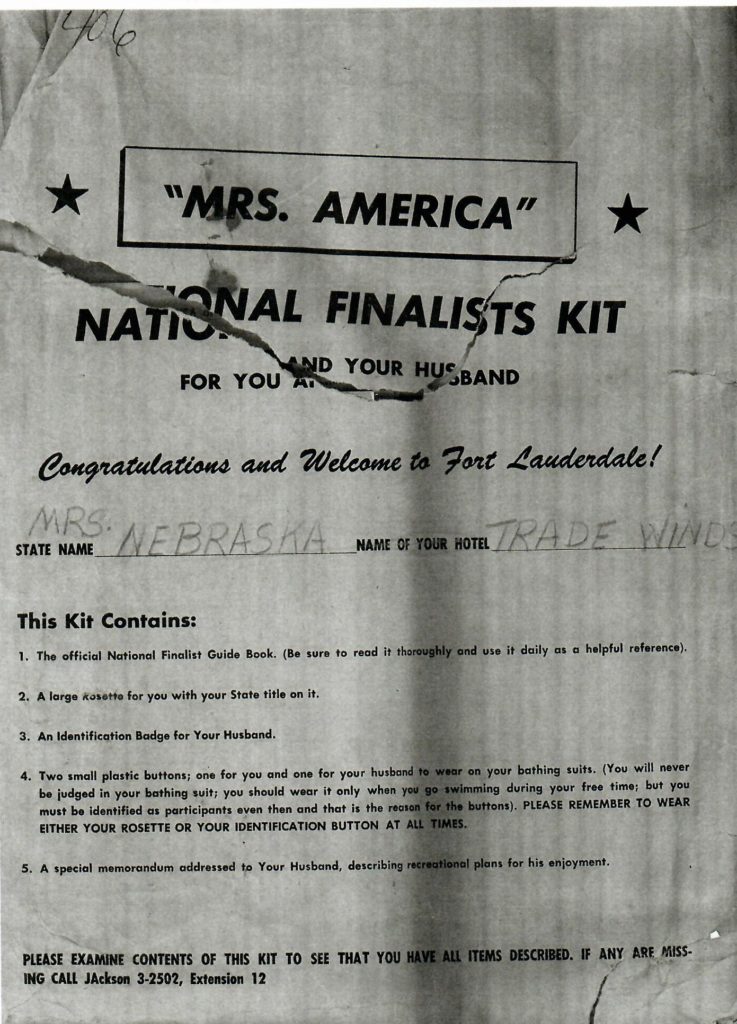 406
"MRS. AMERICA"
NATIONAL FINALISTS KIT
FOR YOU AND YOUR HUSBAND
Congratulations and Welcome to Fort Lauderdale!
STATE NAME MRS. NEBRASKA NAME OF YOUR HOTEL TRADE WINDS
This Kit Contains:
1. The official National Finalist Guide Book. (Be sure to read it thoroughly and use it daily as a helpful reference).
2. A large Rosette for you with your State title on it.
3. An Identification Badge for Your Husband.
4. Two small plastic buttons; one for you and one for your husband to wear on your bathing suits. (You will never
be judged in your bathing suit; you should wear it only when you go swimming during your free time; but you
must be identified as participants even then and that is the reason for the buttons). PLEASE REMEMBER TO WEAR
EITHER YOUR ROSETTE OR YOUR IDENTIFICATION BUTTON AT ALL TIMES.
5. A special memorandum addressed to Your Husband, describing recreational plans for his enjoyment.
PLEASE EXAMINE CONTENTS OF THIS KIT TO SEE THAT YOU HAVE ALL ITEMS DESCRIBED. IF ANY ARE MISS-
ING CALL JAckson 3-2502, Extension 12